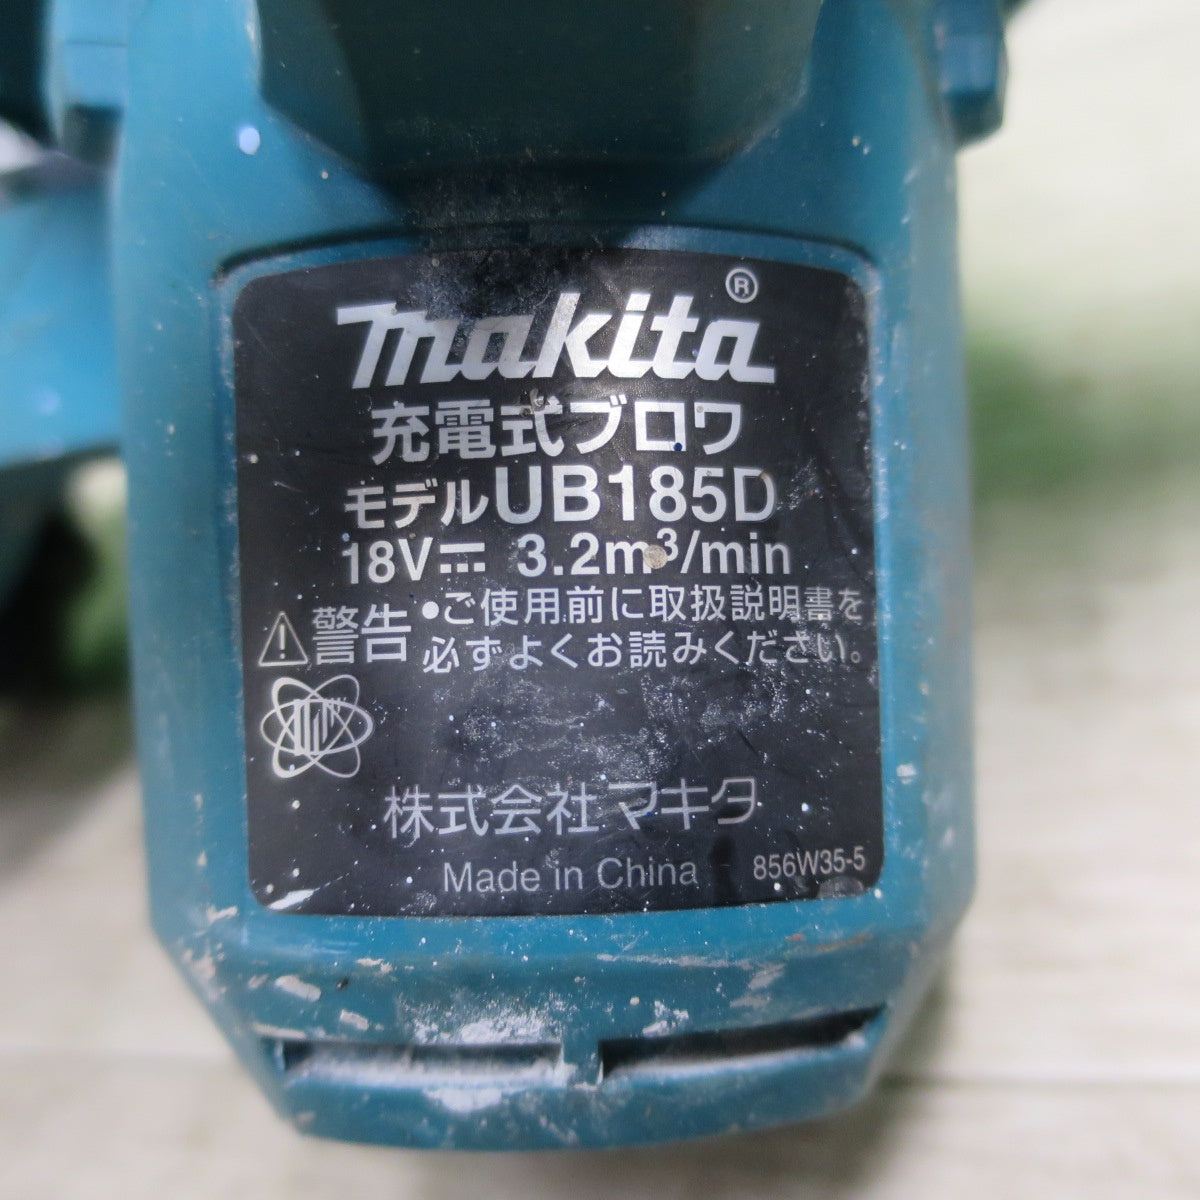 makita®
充電式ブロワ
モデルUB185D
18V⎓ 3.2m³/min
⚠警告 •ご使用前に取扱説明書を
必ずよくお読みください。
株式会社マキタ
Made in China 856W35-5